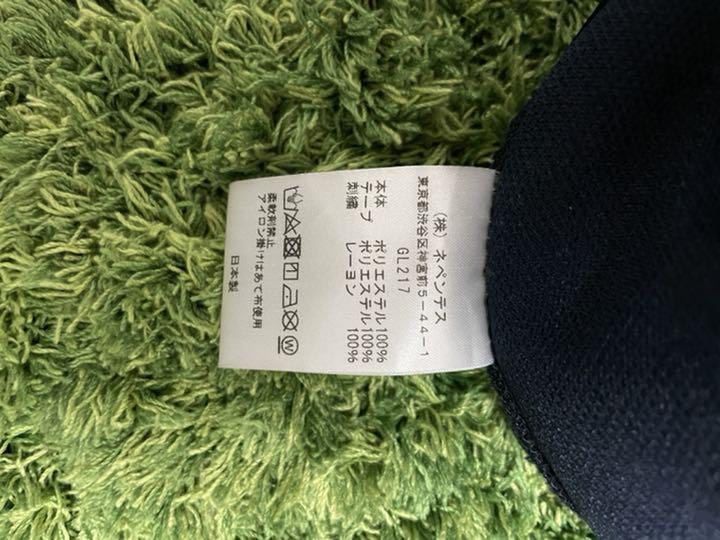 (株) ネペンテス
東京都渋谷区神宮前5-44-1
GL217
本体 ポリエステル100%
テープ ポリエステル100%
刺繍 レーヨン 100%
W
柔軟剤禁止
アイロン掛けはあて布使用
日本製